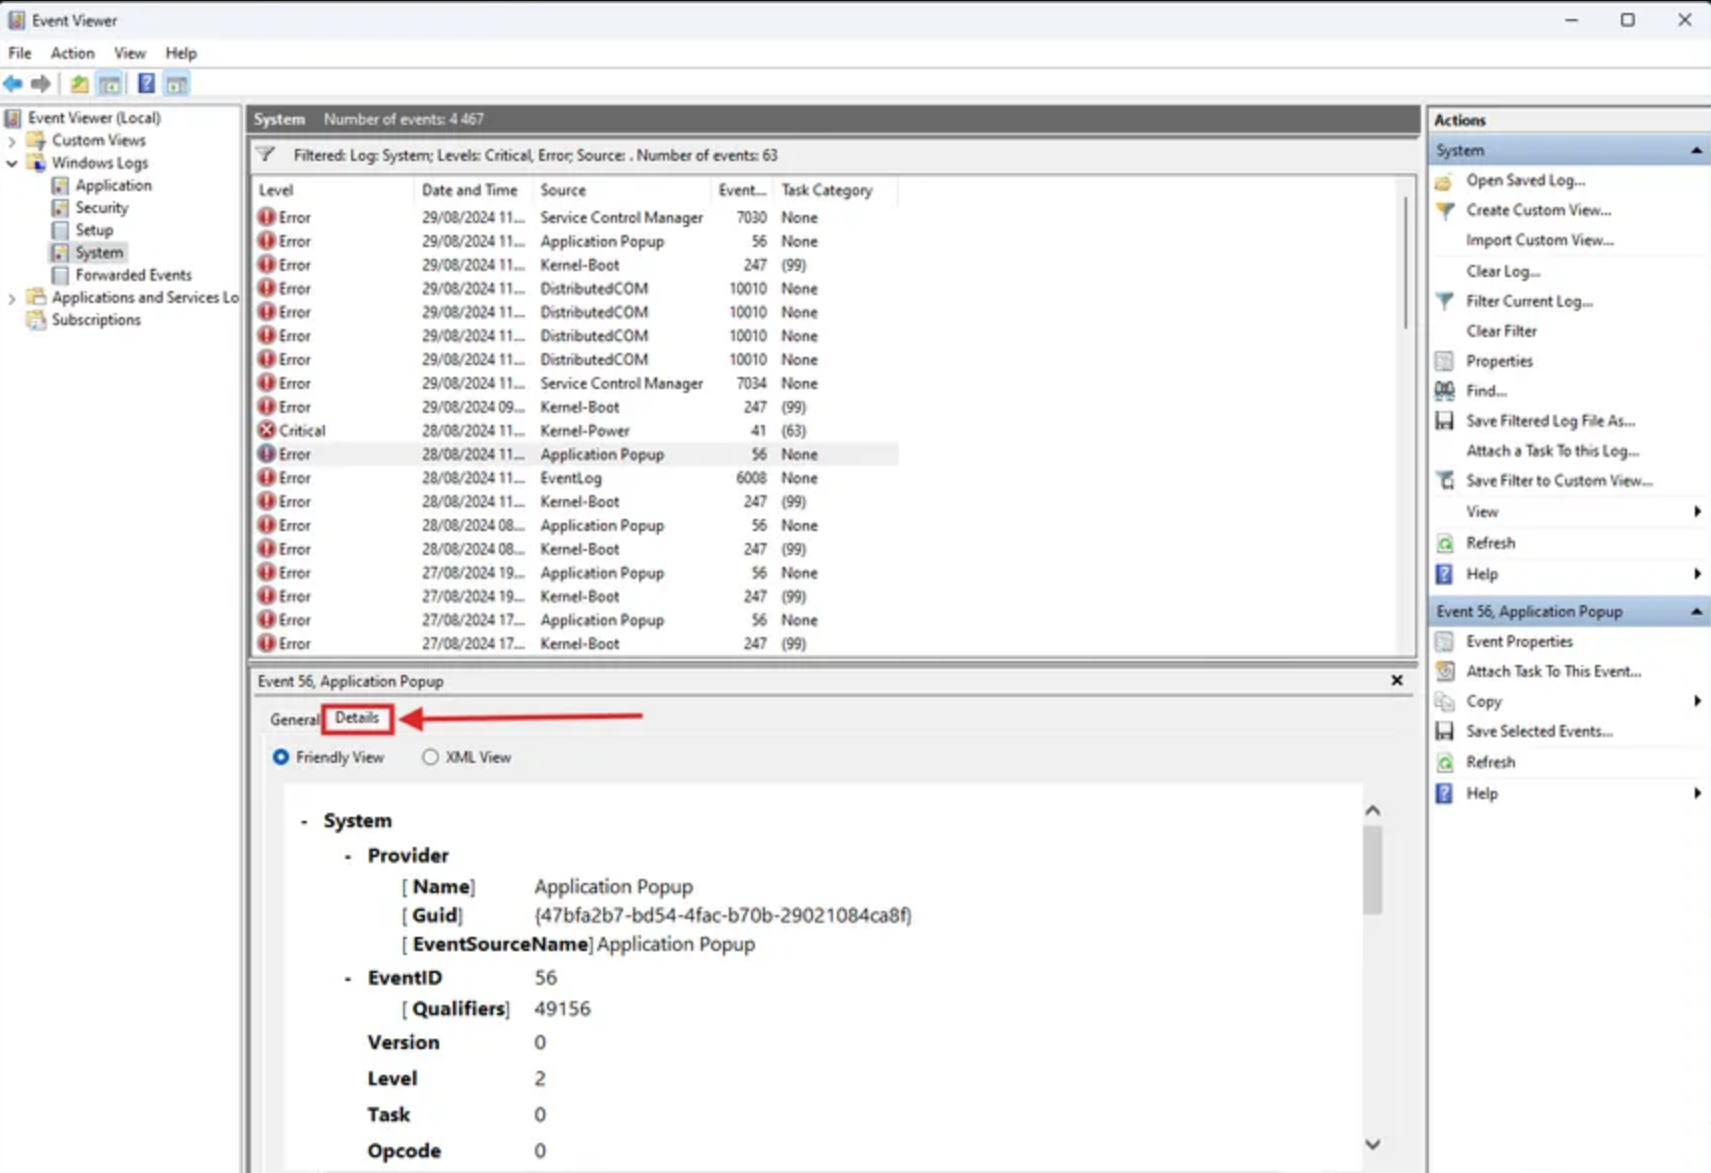 Event Viewer
File Action View Help
Event Viewer (Local)
Custom Views
Windows Logs
Application
Security
Setup
System
Forwarded Events
Applications and Services Lo
Subscriptions
System Number of events: 4 467
Filtered: Log: System; Levels: Critical, Error; Source: . Number of events: 63
Level Date and Time Source Event... Task Category
Error 29/08/2024 11... Service Control Manager 7030 None
Error 29/08/2024 11... Application Popup 56 None
Error 29/08/2024 11... Kernel-Boot 247 (99)
Error 29/08/2024 11... DistributedCOM 10010 None
Error 29/08/2024 11... DistributedCOM 10010 None
Error 29/08/2024 11... DistributedCOM 10010 None
Error 29/08/2024 11... DistributedCOM 10010 None
Error 29/08/2024 11... Service Control Manager 7034 None
Error 29/08/2024 09... Kernel-Boot 247 (99)
Critical 28/08/2024 11... Kernel-Power 41 (63)
Error 28/08/2024 11... Application Popup 56 None
Error 28/08/2024 11... EventLog 6008 None
Error 28/08/2024 11... Kernel-Boot 247 (99)
Error 28/08/2024 08... Application Popup 56 None
Error 28/08/2024 08... Kernel-Boot 247 (99)
Error 27/08/2024 19... Application Popup 56 None
Error 27/08/2024 19... Kernel-Boot 247 (99)
Error 27/08/2024 17... Application Popup 56 None
Error 27/08/2024 17... Kernel-Boot 247 (99)
Event 56, Application Popup
General Details
Friendly View XML View
- System
- Provider
[ Name] Application Popup
[ Guid] {47bfa2b7-bd54-4fac-b70b-29021084ca8f}
[ EventSourceName] Application Popup
- EventID 56
[ Qualifiers] 49156
Version 0
Level 2
Task 0
Opcode 0
Actions
System
Open Saved Log...
Create Custom View...
Import Custom View...
Clear Log...
Filter Current Log...
Clear Filter
Properties
Find...
Save Filtered Log File As...
Attach a Task To this Log...
Save Filter to Custom View...
View
Refresh
Help
Event 56, Application Popup
Event Properties
Attach Task To This Event...
Copy
Save Selected Events...
Refresh
Help